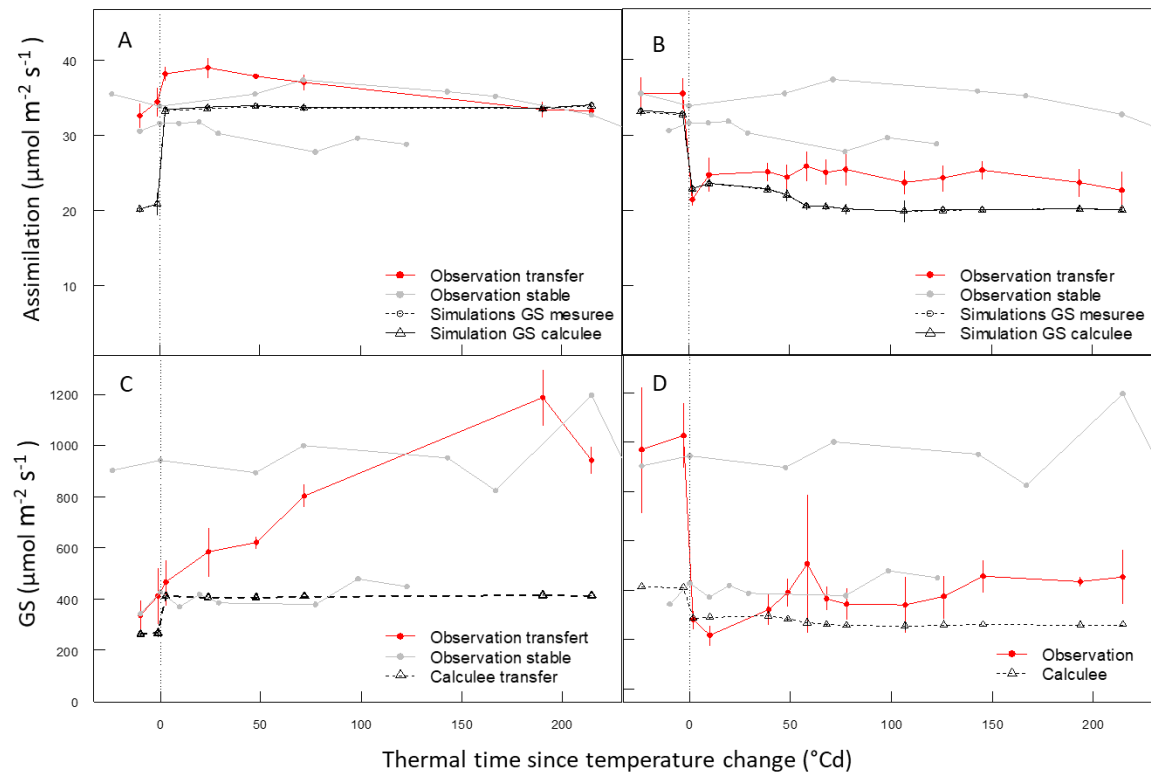 A
B
40
30
20
10
Assimilation (µmol m-2 s-1)
Observation transfer
Observation stable
Simulations GS mesuree
Simulation GS calculee
Observation transfer
Observation stable
Simulations GS mesuree
Simulation GS calculee
C
D
1200
1000
800
600
400
200
0
GS (µmol m-2 s-1)
Observation transfert
Observation stable
Calculee transfer
Observation
Calculee
0 50 100 150 200
0 50 100 150 200
Thermal time since temperature change (°Cd)